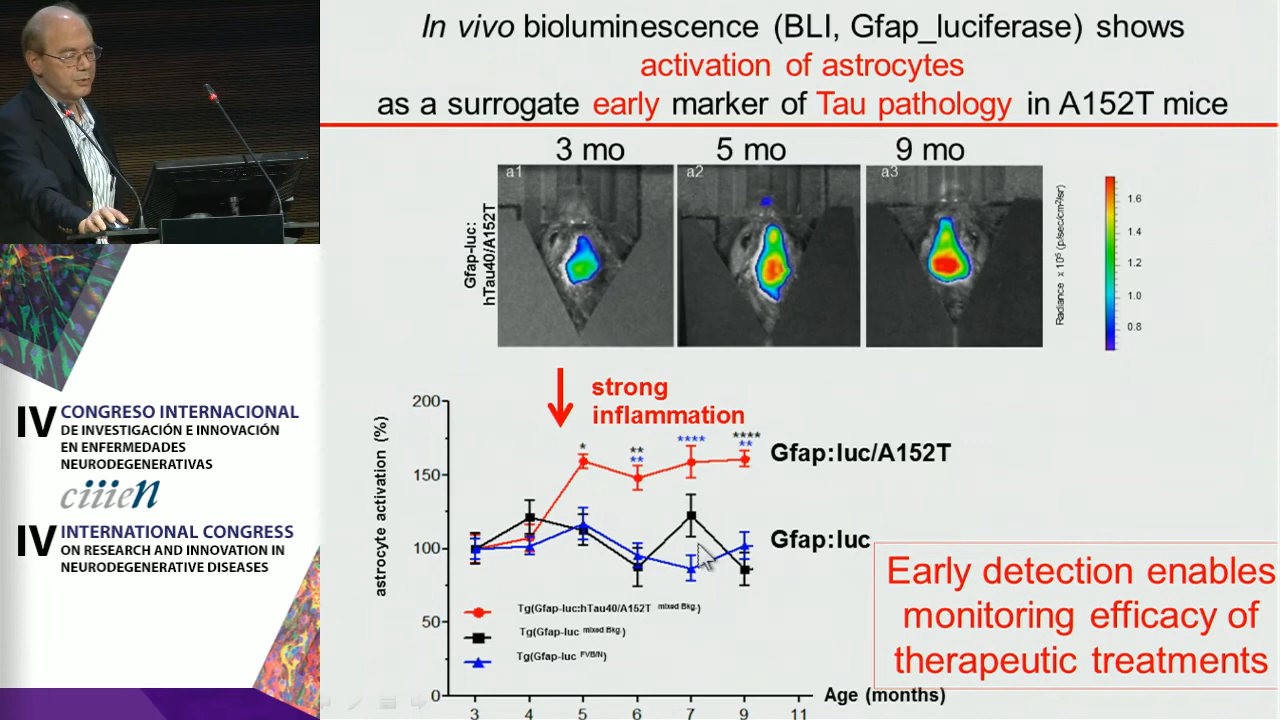 In vivo bioluminescence (BLI, Gfap_luciferase) shows
activation of astrocytes
as a surrogate early marker of Tau pathology in A152T mice
3 mo
5 mo
9 mo
a1
a2
a3
Gfap-luc:
hTau40/A152T
Radiance x 10⁶ (p/sec/cm²/sr)
1.6
1.4
1.2
1.0
0.8
strong
inflammation
astrocyte activation (%)
200
150
100
50
0
*
**
**
****
****
**
Gfap:luc/A152T
Gfap:luc
Tg(Gfap-luc:hTau40/A152T mixed Bkg.)
Tg(Gfap-luc mixed Bkg.)
Tg(Gfap-luc FVB/N)
3 4 5 6 7 9 11
Age (months)
Early detection enables
monitoring efficacy of
therapeutic treatments
IV CONGRESO INTERNACIONAL
DE INVESTIGACIÓN E INNOVACIÓN
EN ENFERMEDADES
NEURODEGENERATIVAS
ciiien
IV INTERNATIONAL CONGRESS
ON RESEARCH AND INNOVATION IN
NEURODEGENERATIVE DISEASES